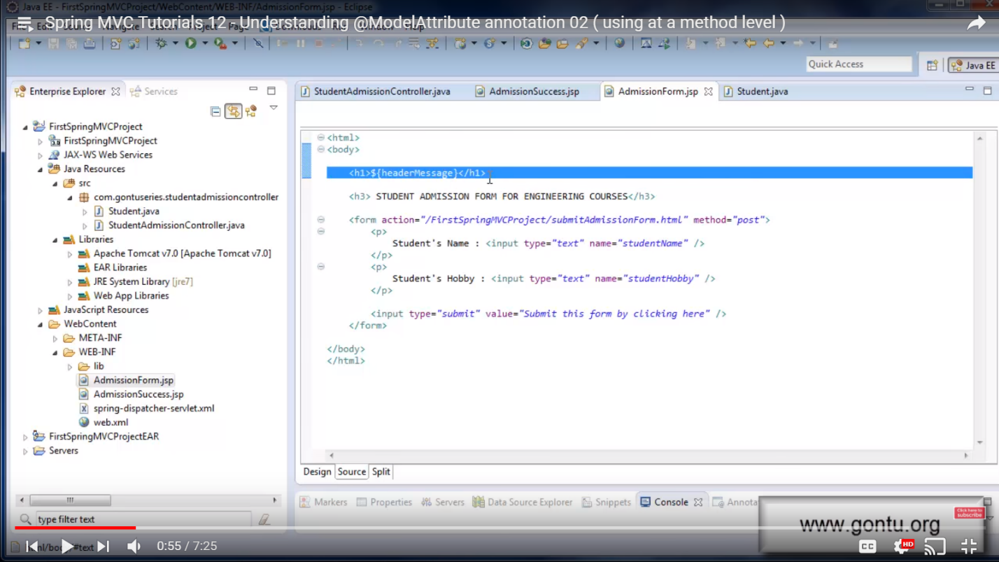 Java EE - FirstSpringMVCProject/WebContent/WEB-INF/AdmissionForm.jsp - Eclipse
Spring MVC Tutorials 12 - Understanding @ModelAttribute annotation 02 ( using at a method level )
Quick Access
Java EE
Enterprise Explorer
Services
StudentAdmissionController.java
AdmissionSuccess.jsp
AdmissionForm.jsp
Student.java
FirstSpringMVCProject
FirstSpringMVCProject
JAX-WS Web Services
Java Resources
src
com.gontuseries.studentadmissioncontroller
Student.java
StudentAdmissionController.java
Libraries
Apache Tomcat v7.0 [Apache Tomcat v7.0]
EAR Libraries
JRE System Library [jre7]
Web App Libraries
JavaScript Resources
WebContent
META-INF
WEB-INF
lib
AdmissionForm.jsp
AdmissionSuccess.jsp
spring-dispatcher-servlet.xml
web.xml
FirstSpringMVCProjectEAR
Servers
type filter text
<html>
<body>
<h1>${headerMessage}</h1>
<h3> STUDENT ADMISSION FORM FOR ENGINEERING COURSES</h3>
<form action="/FirstSpringMVCProject/submitAdmissionForm.html" method="post">
<p>
Student's Name : <input type="text" name="studentName" />
</p>
<p>
Student's Hobby : <input type="text" name="studentHobby" />
</p>
<input type="submit" value="Submit this form by clicking here" />
</form>
</body>
</html>
Design
Source
Split
Markers
Properties
Servers
Data Source Explorer
Snippets
Console
Annota
www.gontu.org
Click here to
subscribe
#text
0:55 / 7:25
CC
HD